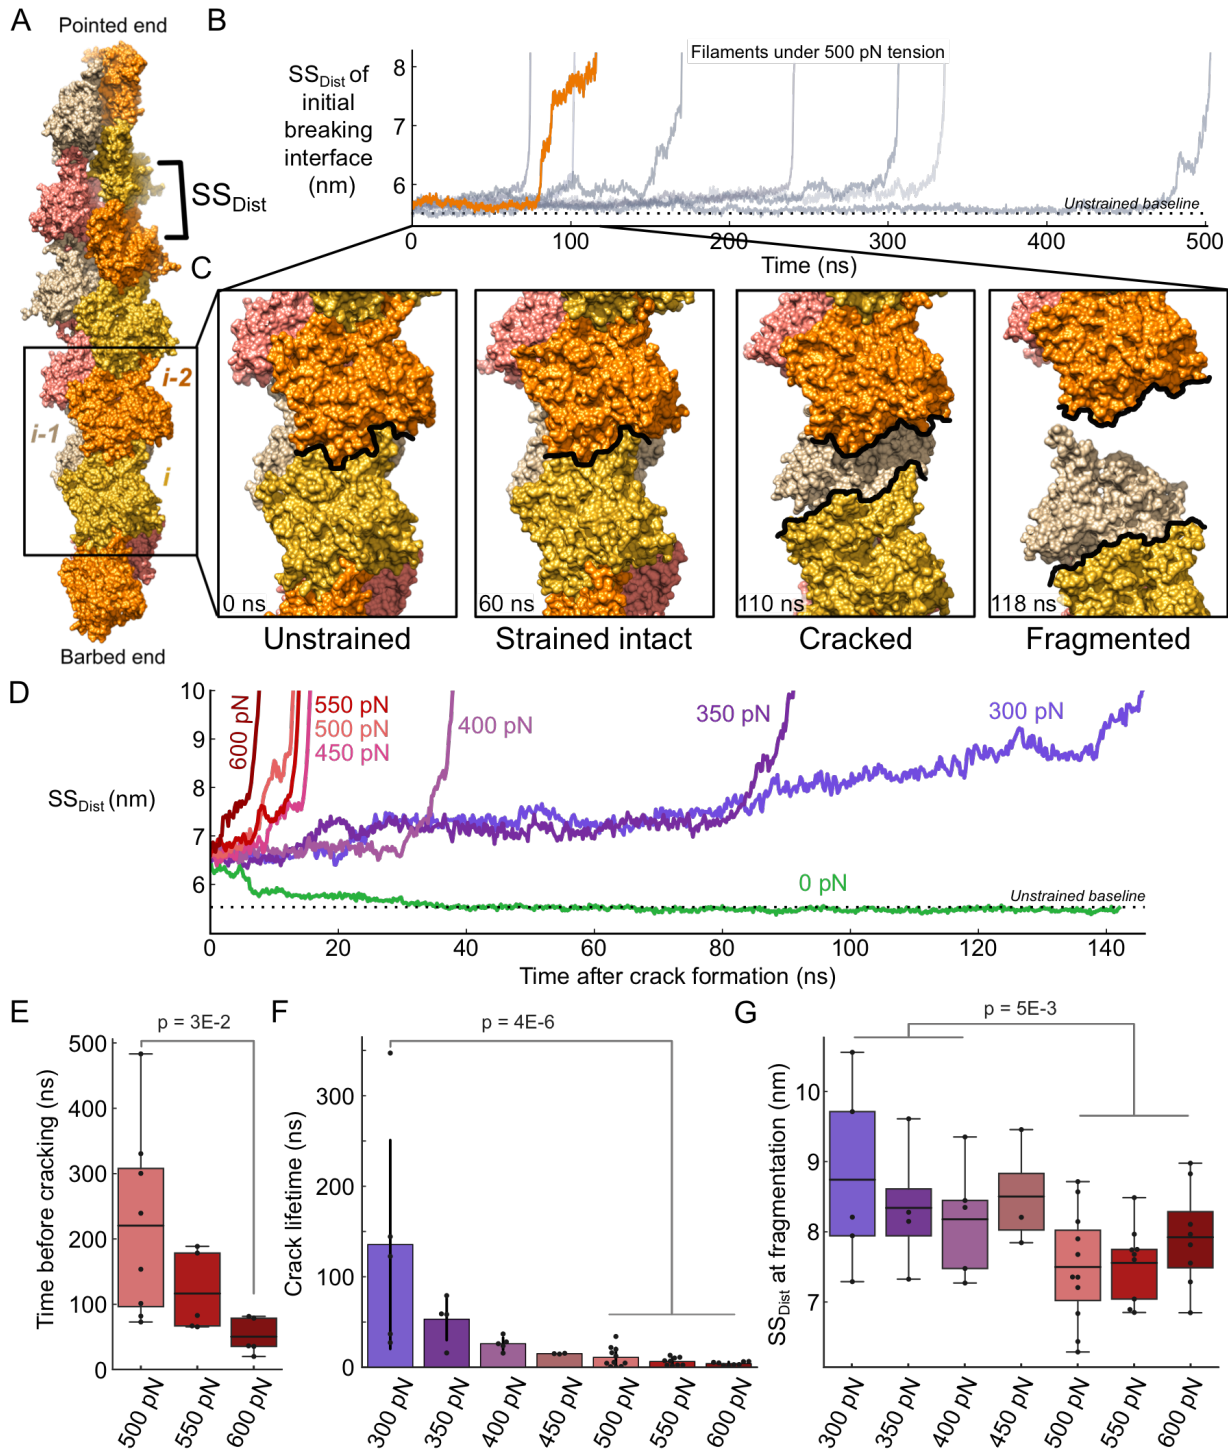 A
Pointed end
SSDist
i-2
i-1
i
Barbed end
B
SSDist of
initial
breaking
interface
(nm)
8
7
6
Filaments under 500 pN tension
Unstrained baseline
0
100
200
300
400
500
Time (ns)
C
0 ns
60 ns
110 ns
118 ns
Unstrained
Strained intact
Cracked
Fragmented
D
SSDist (nm)
10
9
8
7
6
600 pN
550 pN
500 pN
450 pN
400 pN
350 pN
300 pN
0 pN
Unstrained baseline
0
20
40
60
80
100
120
140
Time after crack formation (ns)
E
p = 3E-2
Time before cracking (ns)
500
400
300
200
100
0
500 pN
550 pN
600 pN
F
p = 4E-6
Crack lifetime (ns)
300
200
100
0
300 pN
350 pN
400 pN
450 pN
500 pN
550 pN
600 pN
G
p = 5E-3
SSDist at fragmentation (nm)
10
9
8
7
300 pN
350 pN
400 pN
450 pN
500 pN
550 pN
600 pN